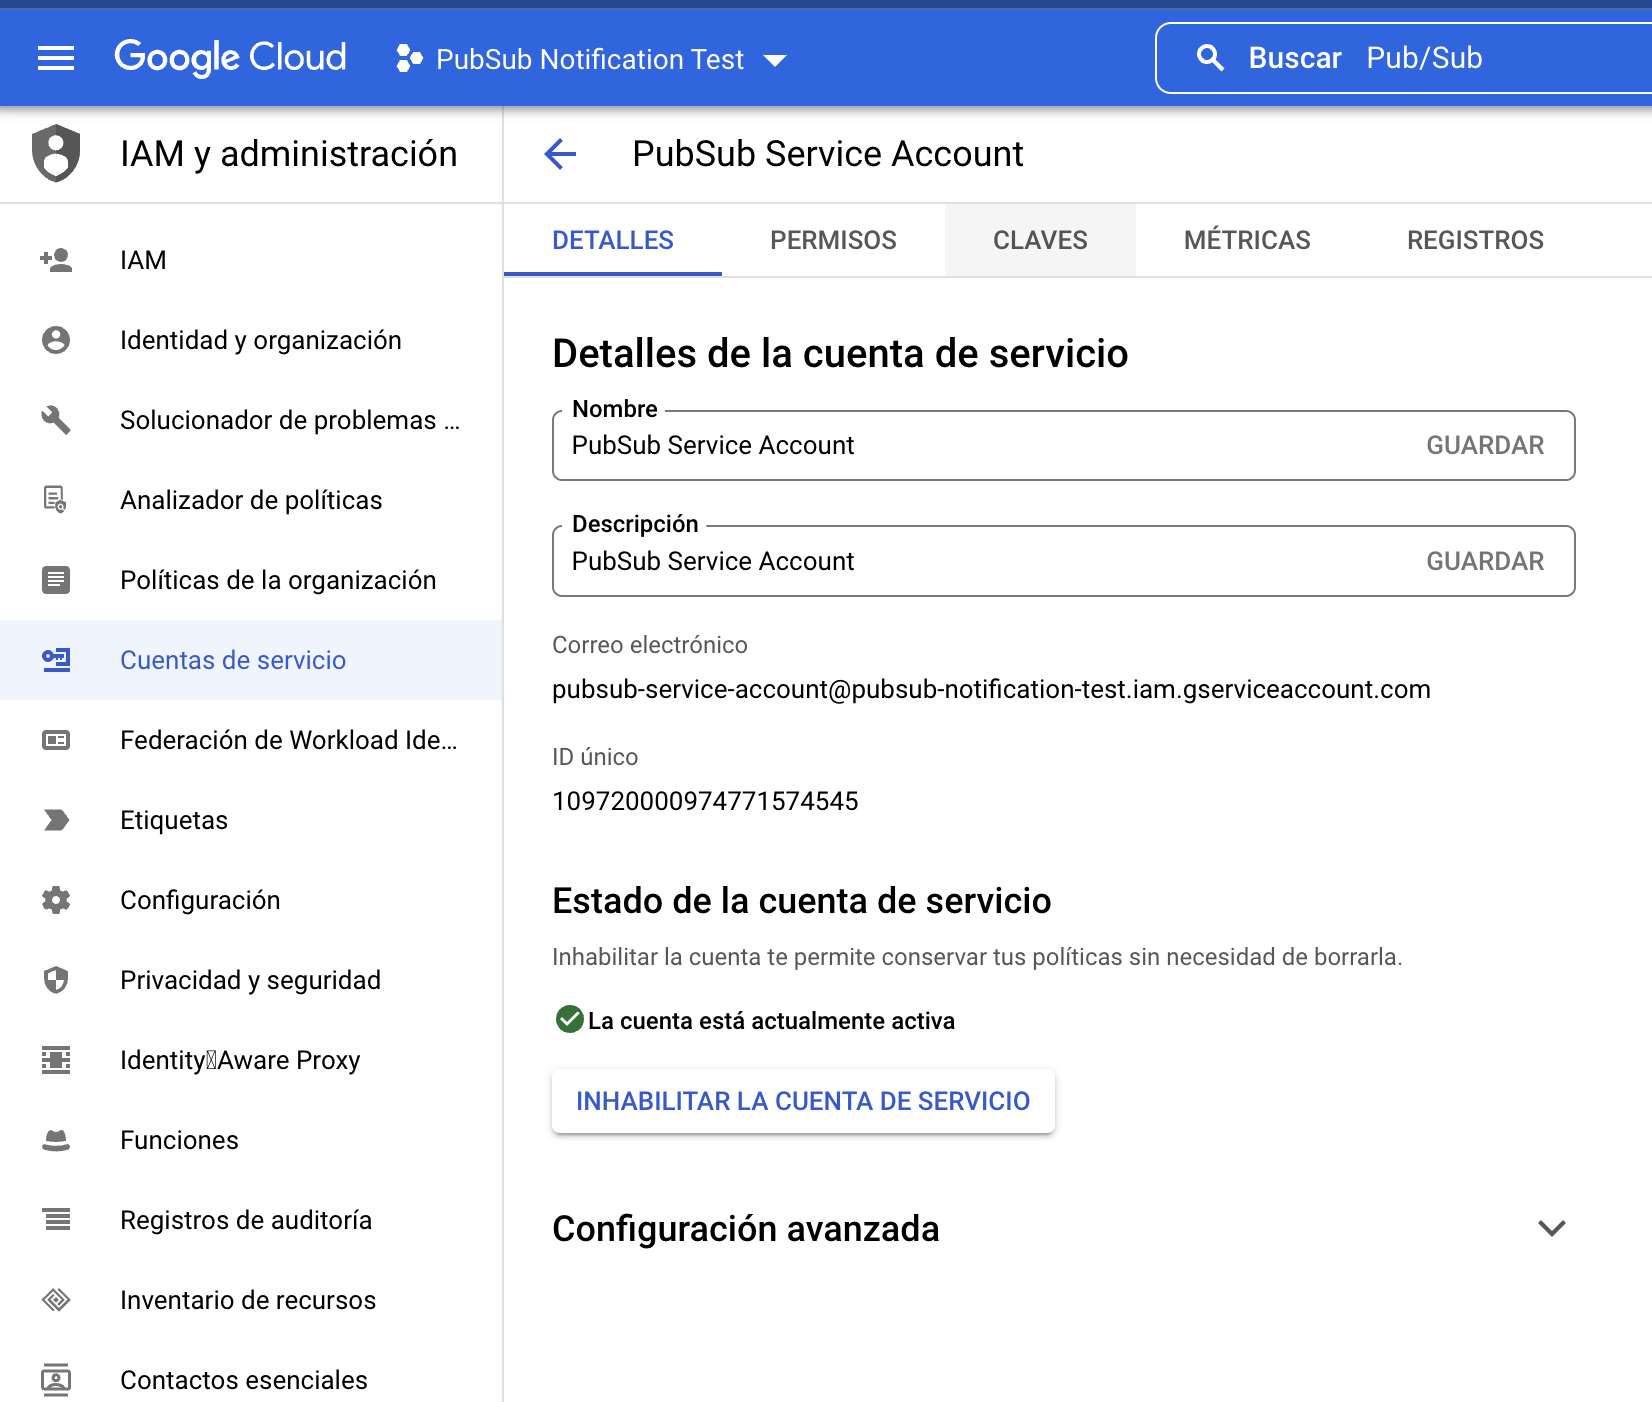 Google Cloud
PubSub Notification Test
Buscar Pub/Sub
IAM y administración
IAM
Identidad y organización
Solucionador de problemas ...
Analizador de políticas
Políticas de la organización
Cuentas de servicio
Federación de Workload Ide...
Etiquetas
Configuración
Privacidad y seguridad
Identity Aware Proxy
Funciones
Registros de auditoría
Inventario de recursos
Contactos esenciales
PubSub Service Account
DETALLES
PERMISOS
CLAVES
MÉTRICAS
REGISTROS
Detalles de la cuenta de servicio
Nombre
PubSub Service Account
GUARDAR
Descripción
PubSub Service Account
GUARDAR
Correo electrónico
pubsub-service-account@pubsub-notification-test.iam.gserviceaccount.com
ID único
109720000974771574545
Estado de la cuenta de servicio
Inhabilitar la cuenta te permite conservar tus políticas sin necesidad de borrarla.
La cuenta está actualmente activa
INHABILITAR LA CUENTA DE SERVICIO
Configuración avanzada